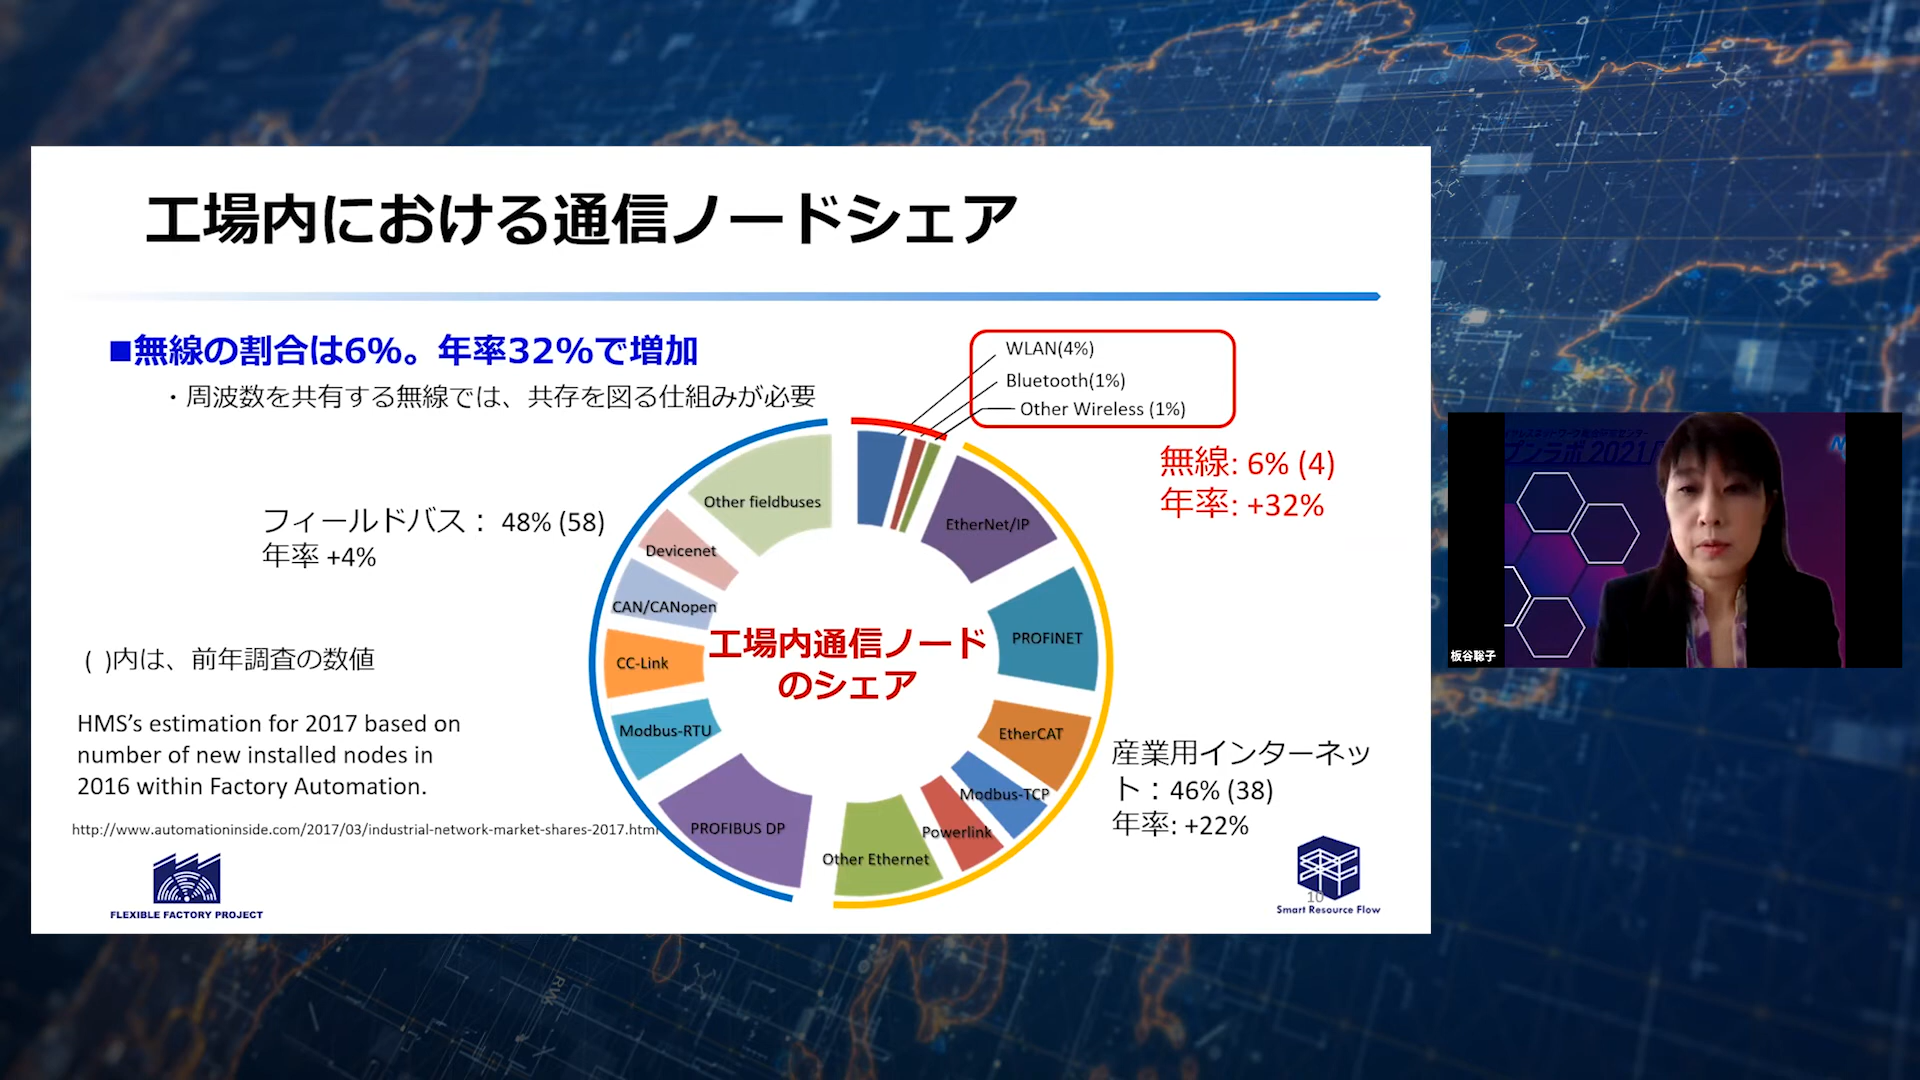 工場内における通信ノードシェア
■無線の割合は6%。年率32%で増加
・周波数を共有する無線では、共存を図る仕組みが必要
WLAN(4%)
Bluetooth(1%)
Other Wireless (1%)
無線: 6% (4)
年率: +32%
フィールドバス： 48% (58)
年率 +4%
Other fieldbuses
Devicenet
CAN/CANopen
CC-Link
Modbus-RTU
PROFIBUS DP
EtherNet/IP
PROFINET
EtherCAT
Modbus-TCP
Powerlink
Other Ethernet
工場内通信ノード
のシェア
( )内は、前年調査の数値
HMS’s estimation for 2017 based on
number of new installed nodes in
2016 within Factory Automation.
http://www.automationinside.com/2017/03/industrial-network-market-shares-2017.html
産業用インターネッ
ト：46% (38)
年率: +22%
FLEXIBLE FACTORY PROJECT
10
Smart Resource Flow
プンラボ 2021
板谷聡子